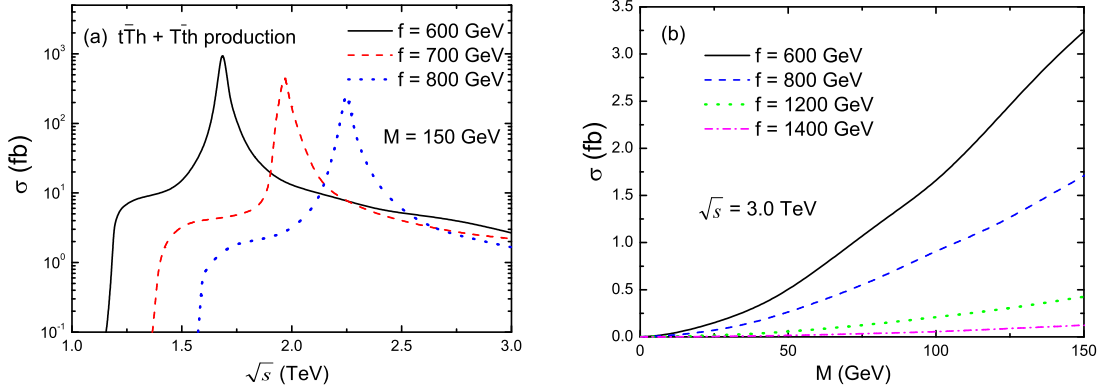 (a) tT̄h + Tt̄h production
f = 600 GeV
f = 700 GeV
f = 800 GeV
M = 150 GeV
σ (fb)
10³
10²
10¹
10⁰
10⁻¹
1.0 1.5 2.0 2.5 3.0
√s (TeV)
(b)
f = 600 GeV
f = 800 GeV
f = 1200 GeV
f = 1400 GeV
√s = 3.0 TeV
σ (fb)
3.5
3.0
2.5
2.0
1.5
1.0
0.5
0.0
0 50 100 150
M (GeV)